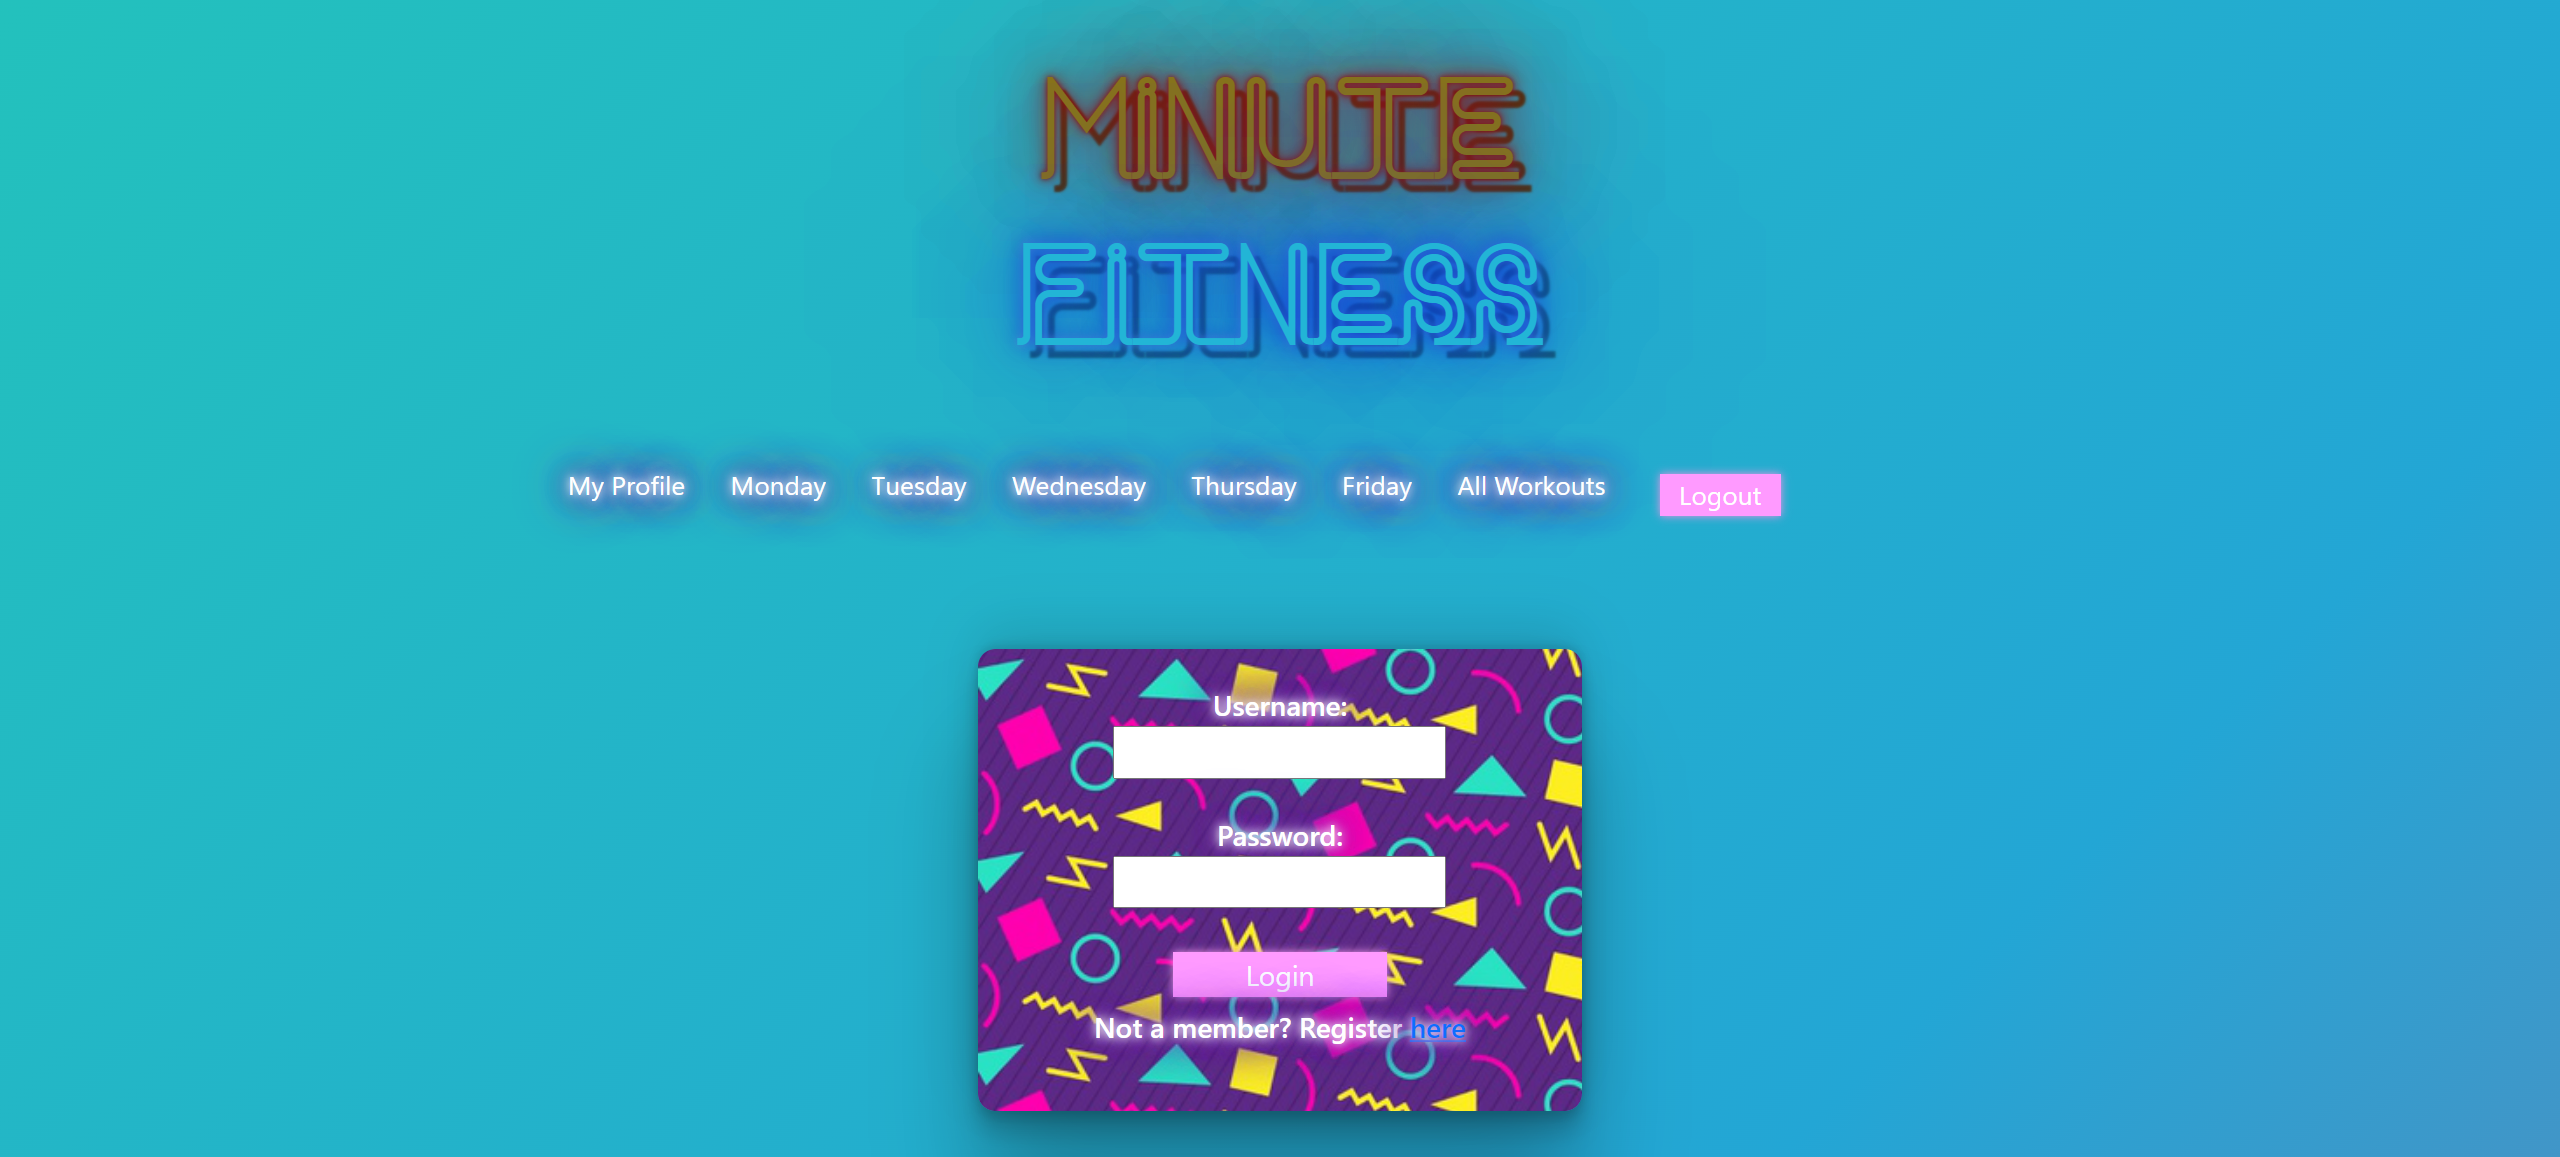 MINUTE
FITNESS
My Profile Monday Tuesday Wednesday Thursday Friday All Workouts Logout
Username:
Password:
Login
Not a member? Register here